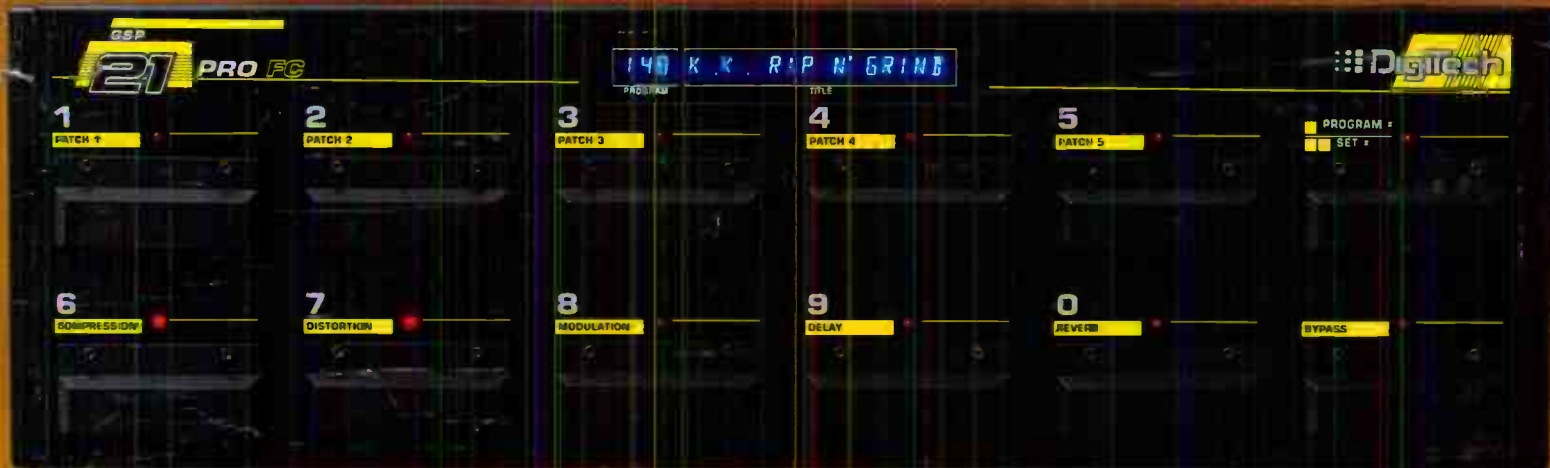 GSP
21 PRO FC
140 K.K. RIP N' GRIND
PROGRAM TITLE
DigiTech
1 2 3 4 5
PATCH 1 PATCH 2 PATCH 3 PATCH 4 PATCH 5 PROGRAM #
SET #
6 7 8 9 0
COMPRESSION DISTORTION MODULATION DELAY REVERB BYPASS